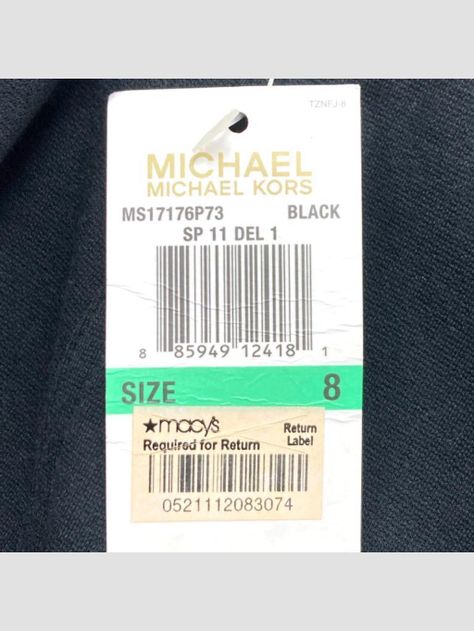 TZNFJ-8
MICHAEL
MICHAEL KORS
MS17176P73 BLACK
SP 11 DEL 1
8 85949 12418 1
SIZE 8
★macy's Return
Required for Return Label
0521112083074